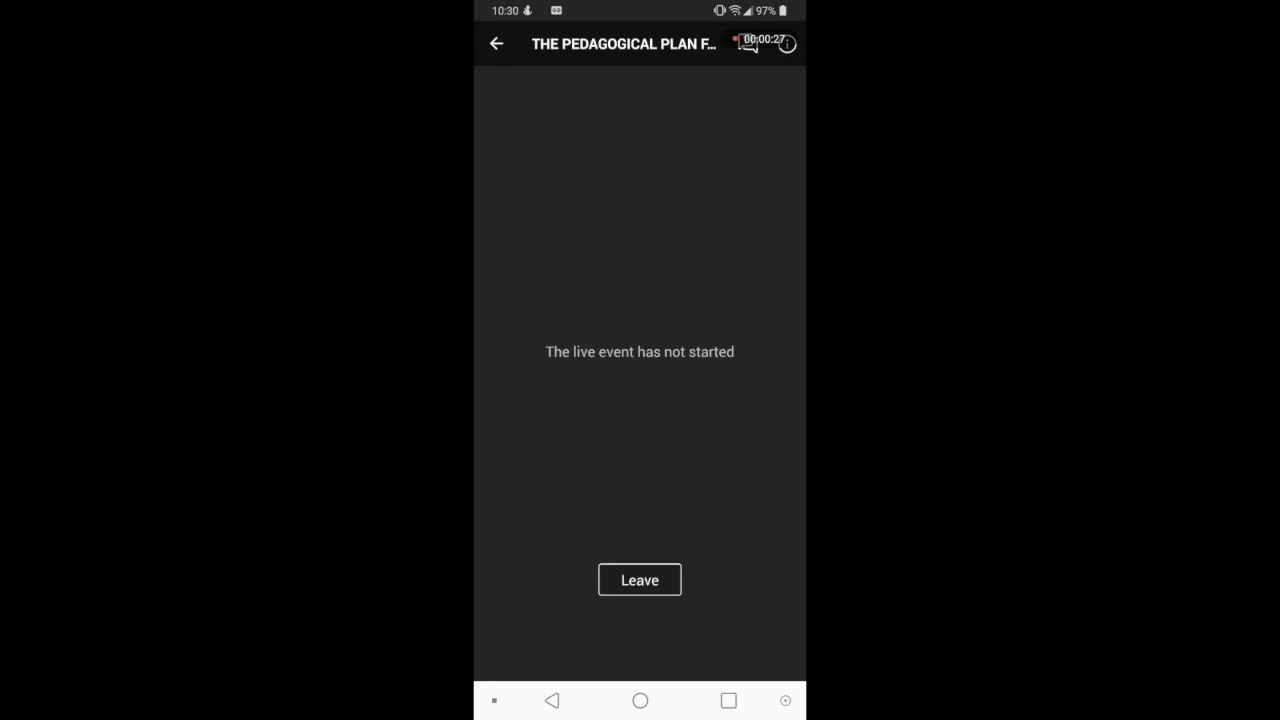 10:30 97%
THE PEDAGOGICAL PLAN F... 00:00:27
The live event has not started
Leave